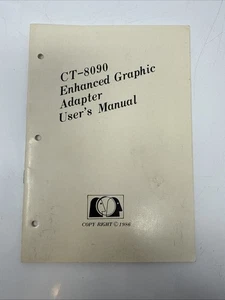 CT-8090
Enhanced Graphic
Adapter
User's Manual
COPY RIGHT © 1986